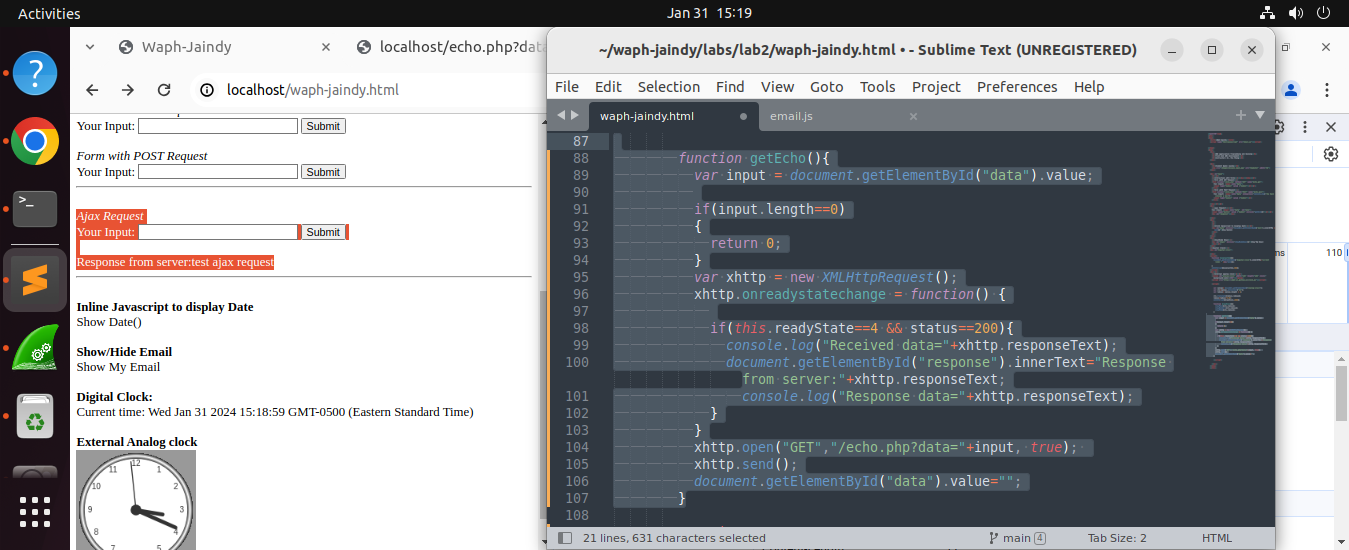 Activities
Jan 31 15:19
Waph-Jaindy
localhost/echo.php?dat
~/waph-jaindy/labs/lab2/waph-jaindy.html • - Sublime Text (UNREGISTERED)
localhost/waph-jaindy.html
File Edit Selection Find View Goto Tools Project Preferences Help
waph-jaindy.html
email.js
Your Input: Submit
Form with POST Request
Your Input: Submit
Ajax Request
Your Input: Submit
Response from server:test ajax request
Inline Javascript to display Date
Show Date()
Show/Hide Email
Show My Email
Digital Clock:
Current time: Wed Jan 31 2024 15:18:59 GMT-0500 (Eastern Standard Time)
External Analog clock
12
1
2
3
4
8
9
10
11
87
88 function getEcho(){
89 var input = document.getElementById("data").value;
90
91 if(input.length==0)
92 {
93 return 0;
94 }
95 var xhttp = new XMLHttpRequest();
96 xhttp.onreadystatechange = function() {
97
98 if(this.readyState==4 && status==200){
99 console.log("Received data="+xhttp.responseText);
100 document.getElementById("response").innerText="Response
from server:"+xhttp.responseText;
101 console.log("Response data="+xhttp.responseText);
102 }
103 }
104 xhttp.open("GET","/echo.php?data="+input, true);
105 xhttp.send();
106 document.getElementById("data").value="";
107 }
108
ms
110
21 lines, 631 characters selected
main 4
Tab Size: 2
HTML